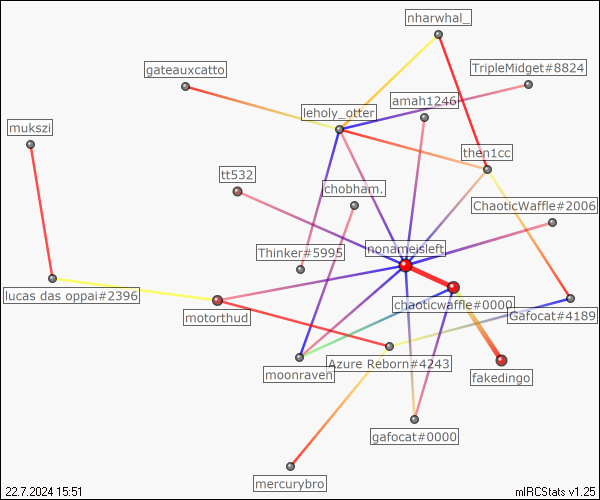 nharwhal_
gateauxcatto
TripleMidget#8824
amah1246
leholy_otter
mukszi
then1cc
tt532
chobham.
ChaoticWaffle#2006
Thinker#5995
nonameisleft
lucas das oppai#2396
chaoticwaffle#0000
motorthud
Gafocat#4189
Azure Reborn#4243
moonraven
fakedingo
gafocat#0000
mercurybro
22.7.2024 15:51
mIRCStats v1.25